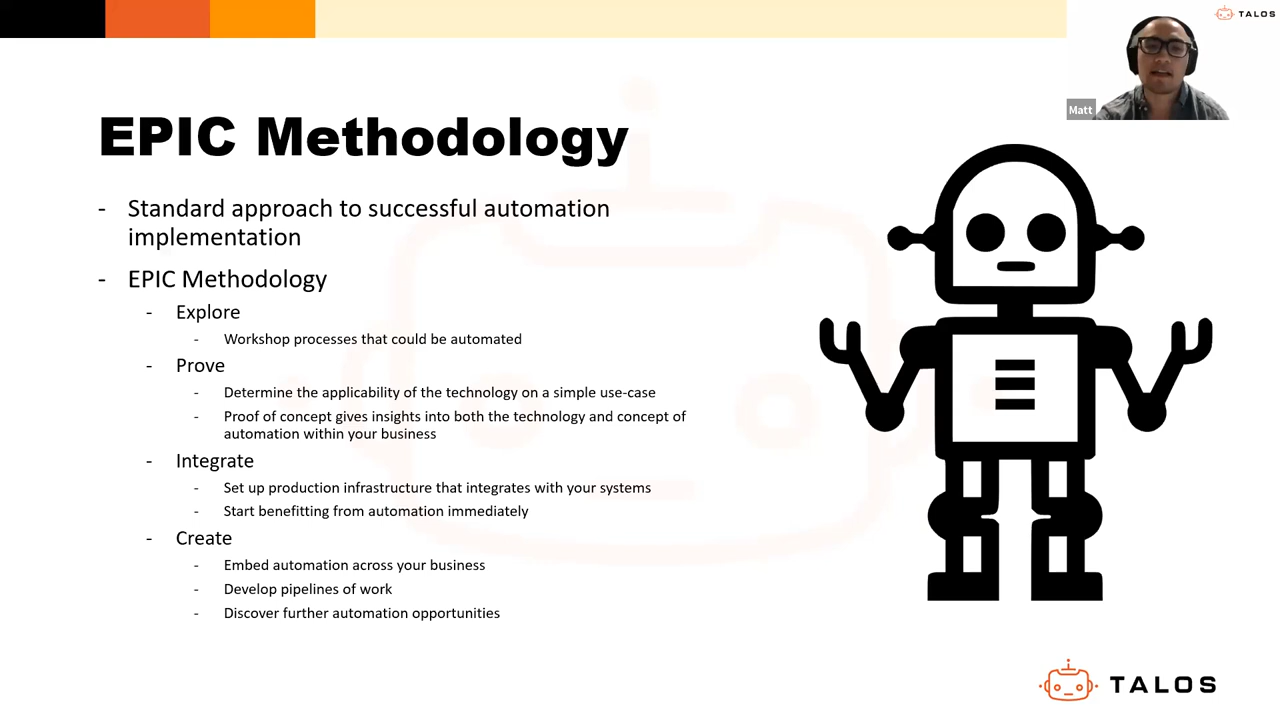 TALOS
Matt
EPIC Methodology
- Standard approach to successful automation
implementation
- EPIC Methodology
- Explore
- Workshop processes that could be automated
- Prove
- Determine the applicability of the technology on a simple use-case
- Proof of concept gives insights into both the technology and concept of
automation within your business
- Integrate
- Set up production infrastructure that integrates with your systems
- Start benefitting from automation immediately
- Create
- Embed automation across your business
- Develop pipelines of work
- Discover further automation opportunities
TALOS